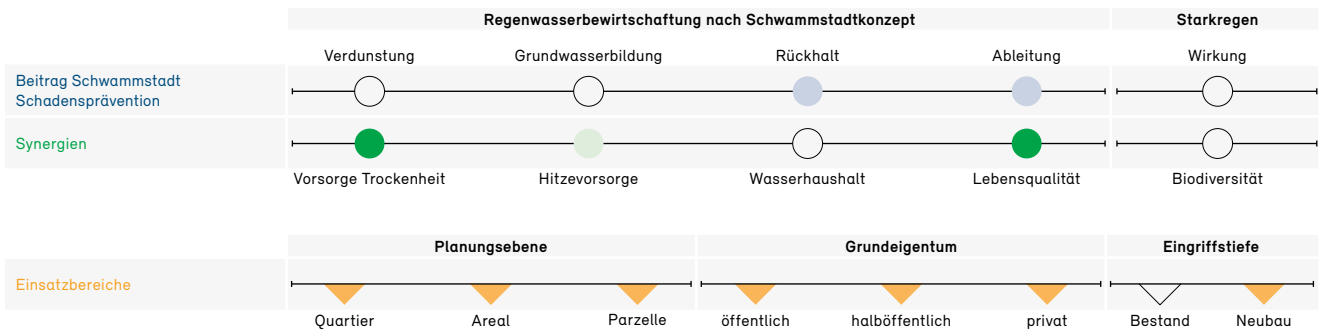 Regenwasserbewirtschaftung nach Schwammstadtkonzept
Starkregen
Verdunstung
Grundwasserbildung
Rückhalt
Ableitung
Wirkung
Beitrag Schwammstadt
Schadensprävention
Synergien
Vorsorge Trockenheit
Hitzevorsorge
Wasserhaushalt
Lebensqualität
Biodiversität
Planungsebene
Grundeigentum
Eingriffstiefe
Einsatzbereiche
Quartier
Areal
Parzelle
öffentlich
halböffentlich
privat
Bestand
Neubau